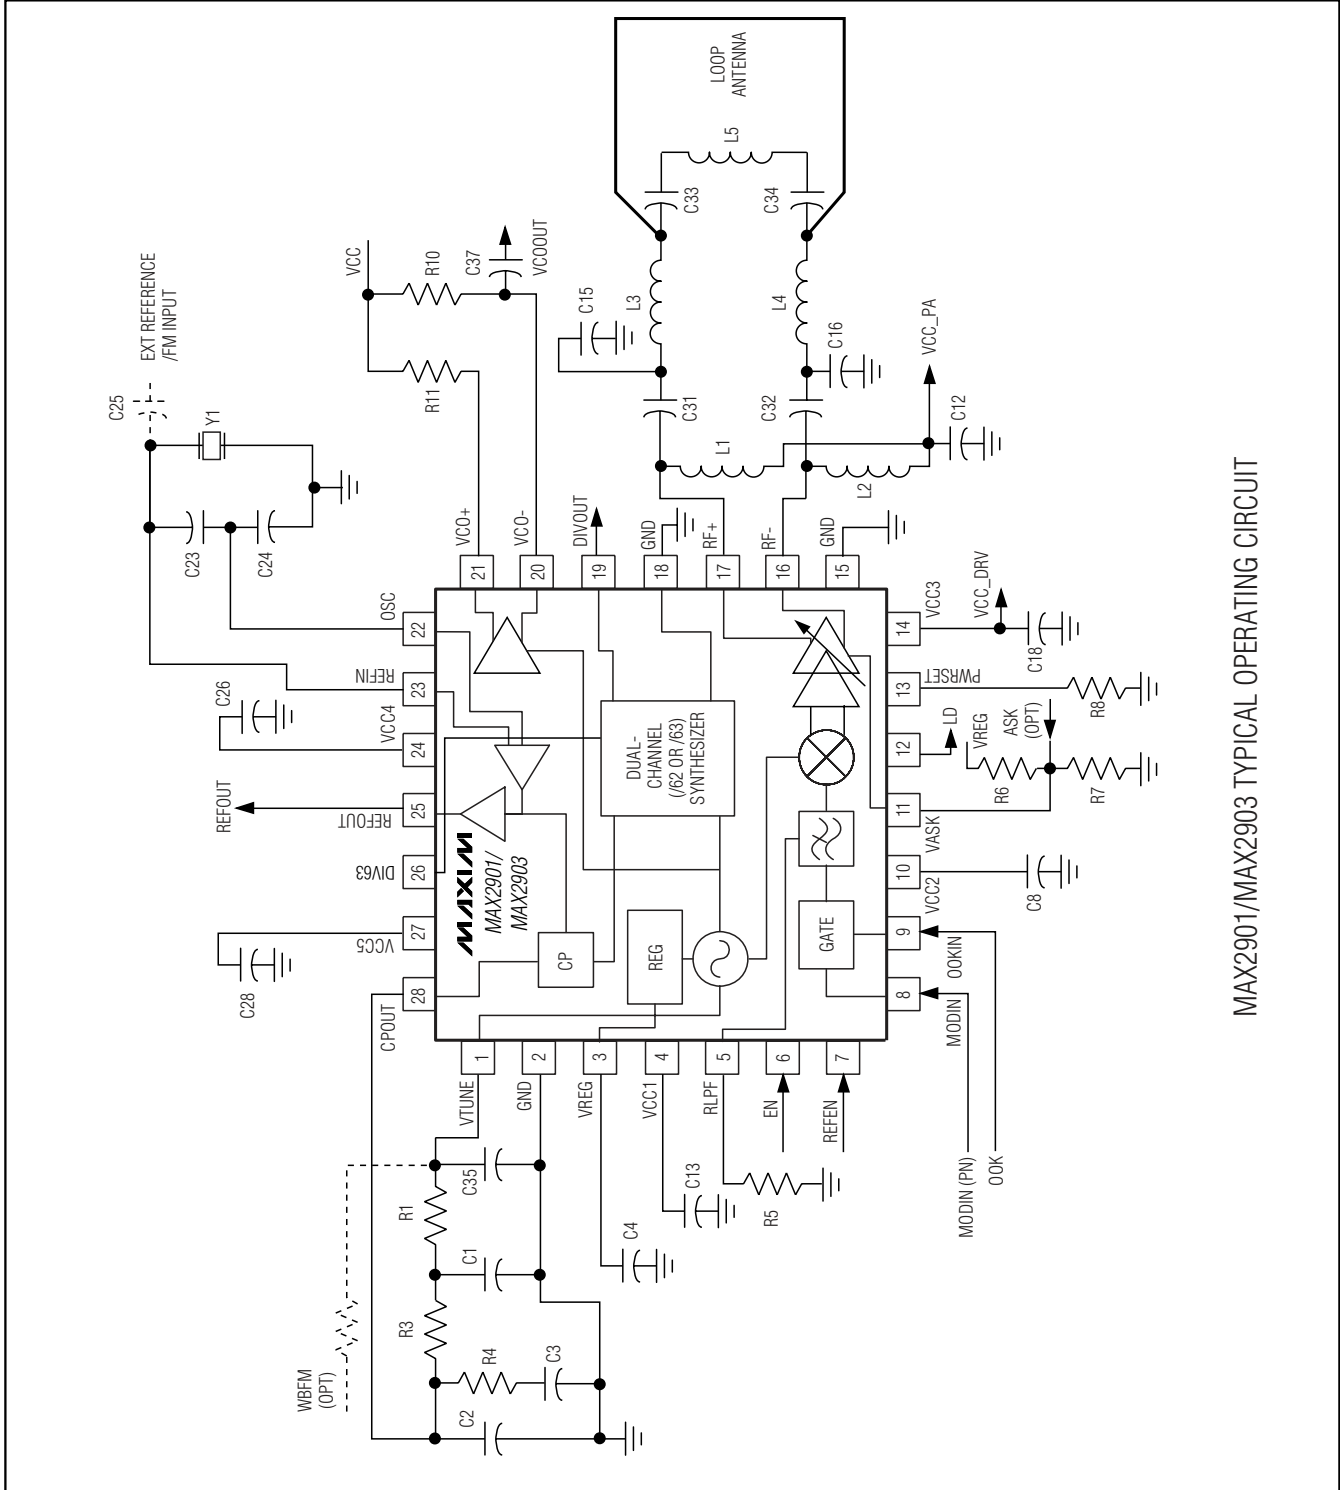 LOOP
ANTENNA
L5
C33
C34
EXT REFERENCE
/FM INPUT
VCC
R10
C37
VCOOUT
R11
C25
Y1
C23
C24
L3
C15
L4
C16
C31
C32
VCC_PA
C12
L1
L2
VCO+
VCO-
DIVOUT
GND
RF+
RF-
GND
21
20
19
18
17
16
15
OSC
22
REFIN
23
C26
VCC4
24
REFOUT
REFOUT
25
DIV63
26
VCC5
27
C28
CPOUT
28
MAXIM
MAX2901/
MAX2903
DUAL-
CHANNEL
(/62 OR /63)
SYNTHESIZER
CP
REG
GATE
14
VCC3
VCC_DRV
C18
13
PWRSET
R8
12
LD
VREG
ASK
(OPT)
R6
R7
11
VASK
10
VCC2
C8
9
OOKIN
8
MODIN
1
2
3
4
5
6
7
VTUNE
GND
VREG
VCC1
RLPF
EN
REFEN
MODIN (PN)
OOK
C35
R1
C1
C4
C13
R5
R3
R4
C3
C2
WBFM
(OPT)
MAX2901/MAX2903 TYPICAL OPERATING CIRCUIT